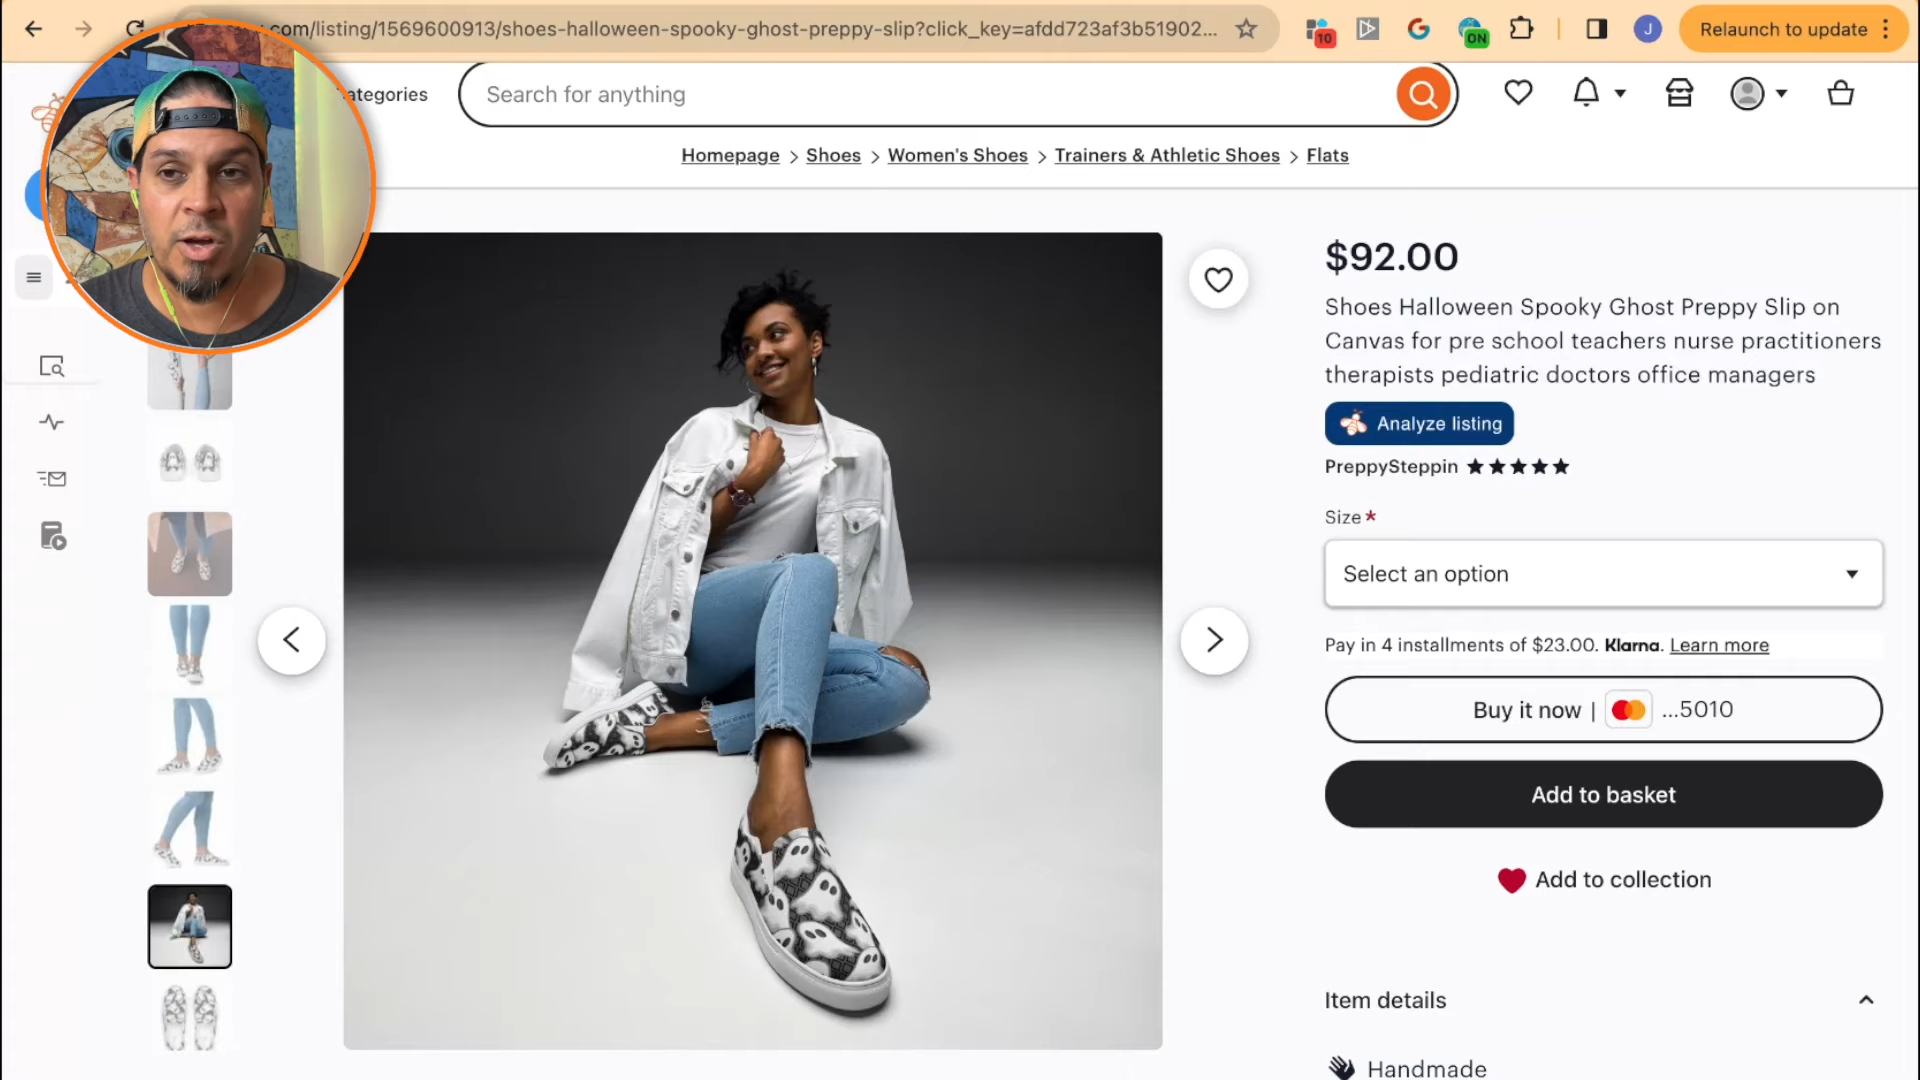 com/listing/1569600913/shoes-halloween-spooky-ghost-preppy-slip?click_key=afdd723af3b51902...
10
ON
J
Relaunch to update
ategories
Search for anything
Homepage > Shoes > Women's Shoes > Trainers & Athletic Shoes > Flats
$92.00
Shoes Halloween Spooky Ghost Preppy Slip on
Canvas for pre school teachers nurse practitioners
therapists pediatric doctors office managers
Analyze listing
PreppySteppin
Size*
Select an option
Pay in 4 installments of $23.00. Klarna. Learn more
Buy it now | ...5010
Add to basket
Add to collection
Item details
Handmade